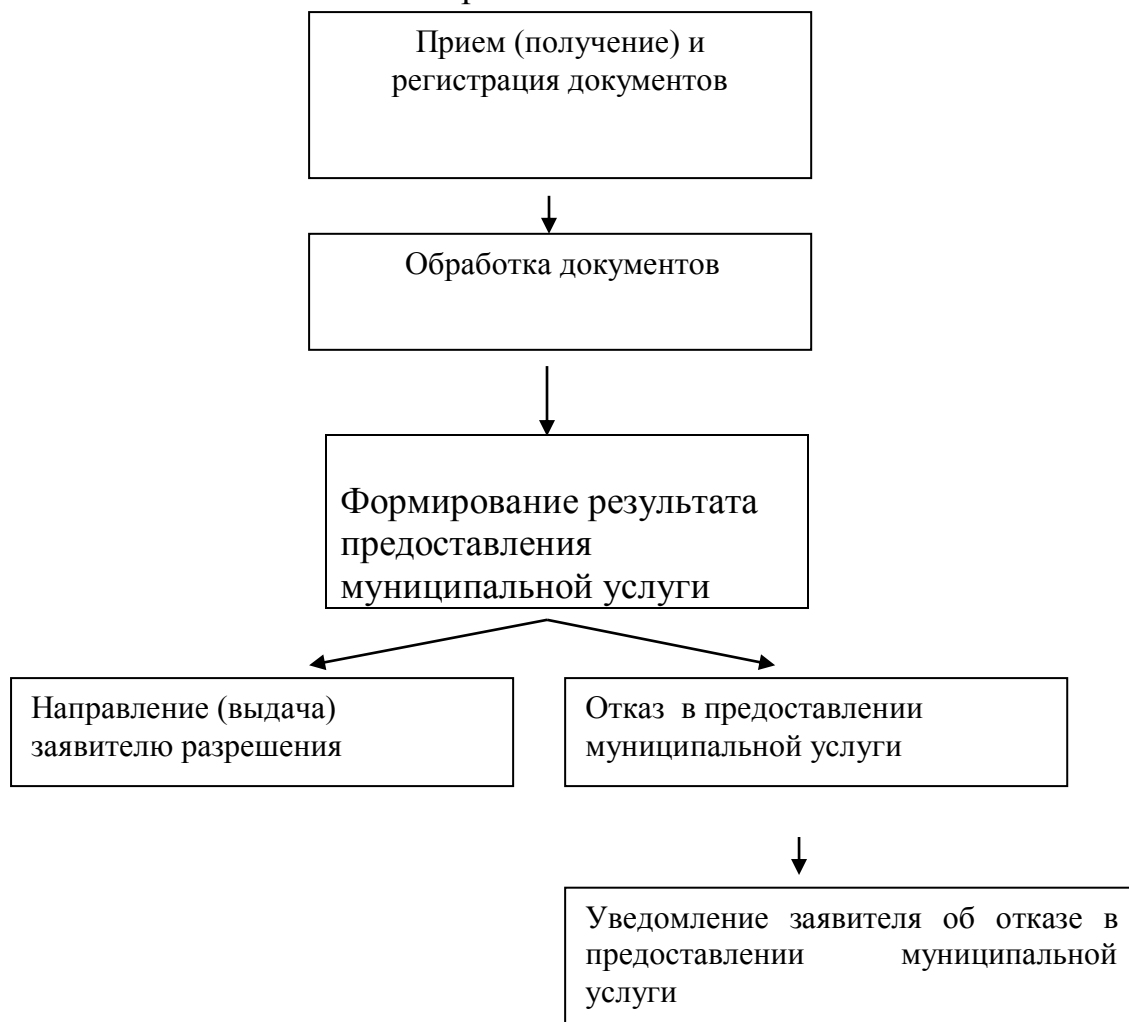 Прием (получение) и
регистрация документов
Обработка документов
Формирование результата
предоставления
муниципальной услуги
Направление (выдача)
заявителю разрешения
Отказ в предоставлении
муниципальной услуги
Уведомление заявителя об отказе в
предоставлении муниципальной
услуги